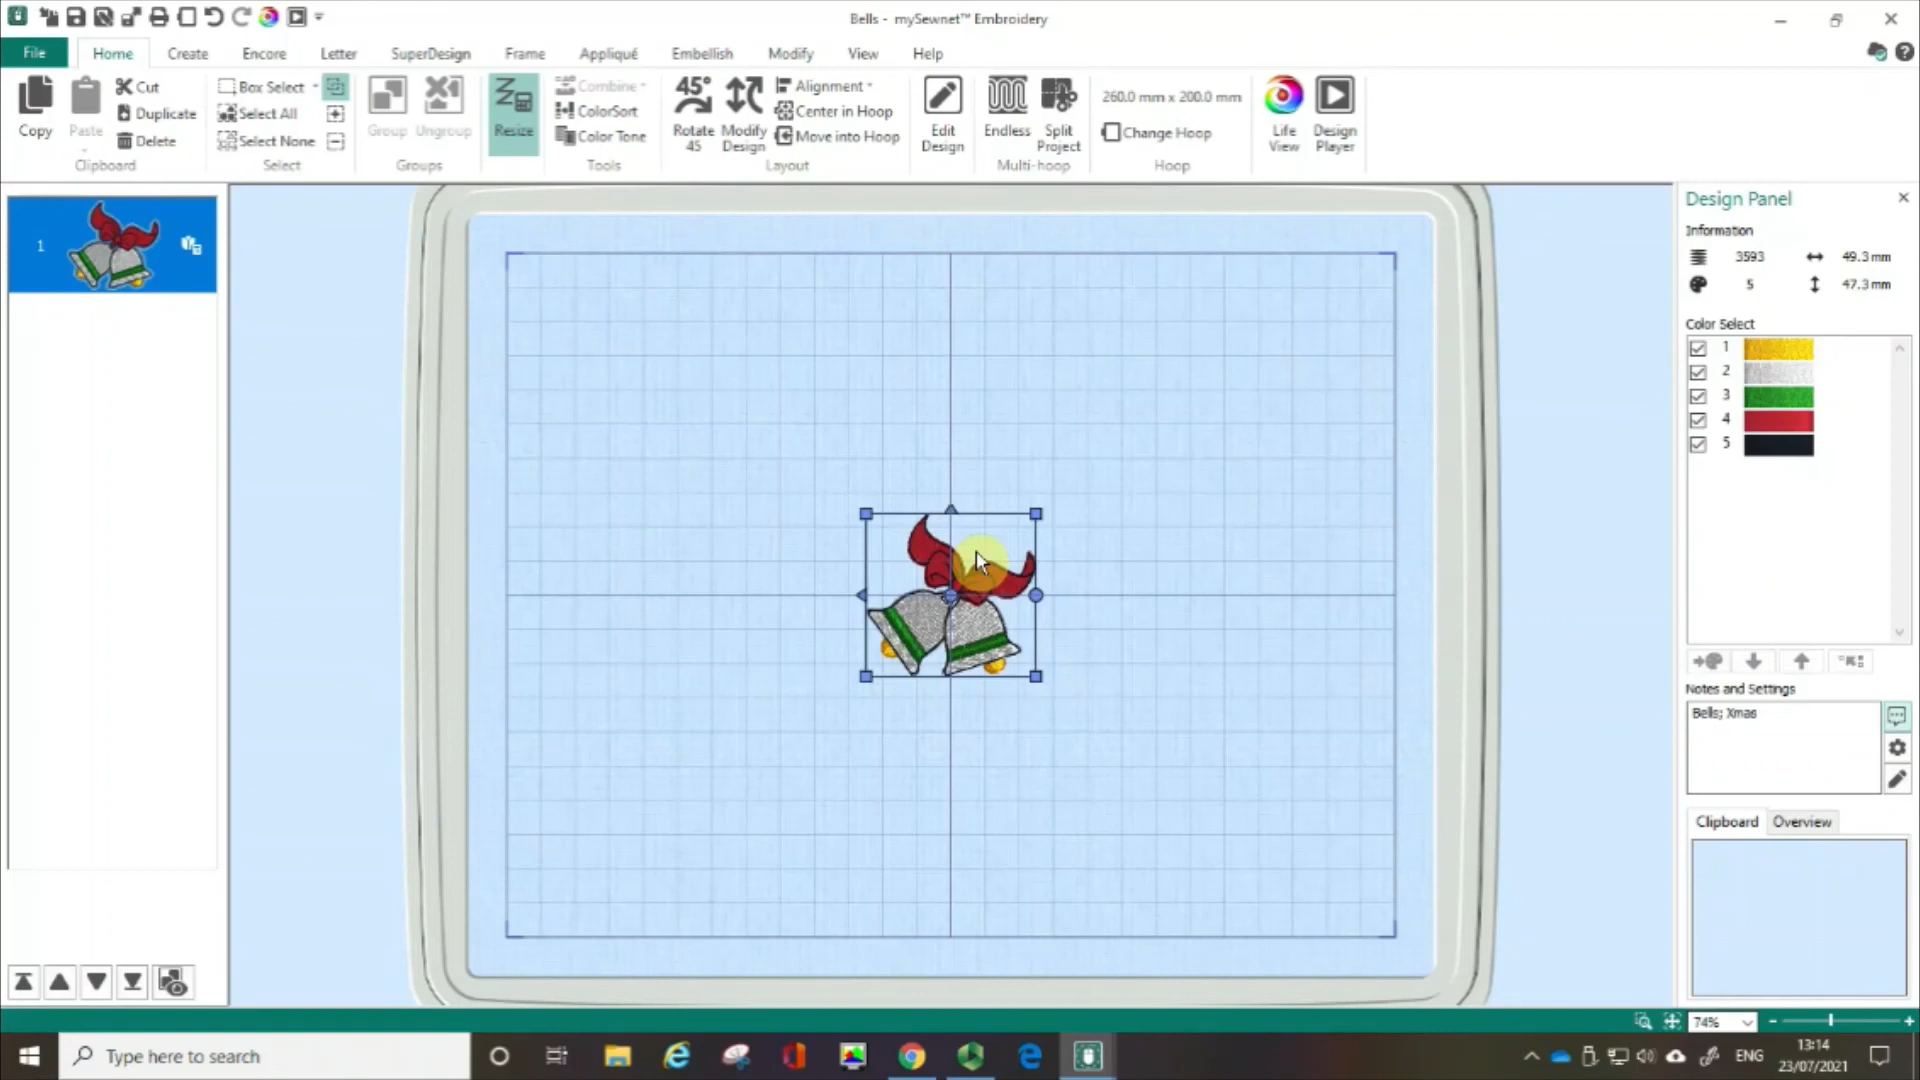 Bells - mySewnet™ Embroidery
File Home Create Encore Letter SuperDesign Frame Appliqué Embellish Modify View Help
Copy
Paste
Cut
Duplicate
Delete
Clipboard
Box Select
Select All
Select None
Select
Group
Ungroup
Groups
Resize
Combine
ColorSort
Color Tone
Tools
45°
Rotate
45
Modify
Design
Alignment
Center in Hoop
Move into Hoop
Layout
Edit
Design
Endless
Split
Project
Multi-hoop
260.0 mm x 200.0 mm
Change Hoop
Hoop
Life
View
Design
Player
1
Design Panel
Information
3593 49.3 mm
5 47.3 mm
Color Select
1
2
3
4
5
Notes and Settings
Bells; Xmas
Clipboard Overview
74%
Type here to search
ENG
13:14
23/07/2021